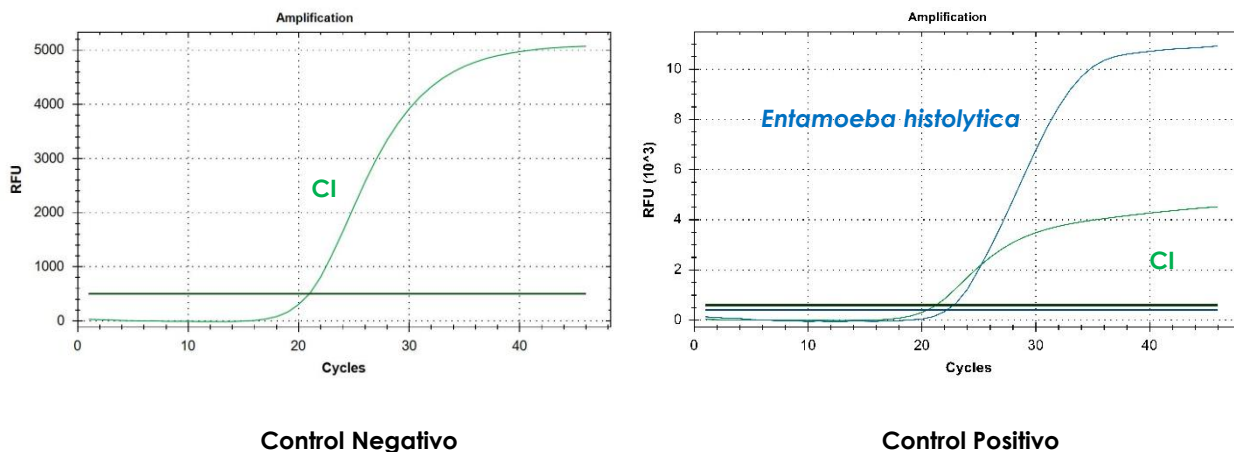 Amplification
5000
4000
3000
2000
1000
0
RFU
CI
0
10
20
30
40
Cycles
Control Negativo
Amplification
10
8
6
4
2
0
RFU (10^3)
Entamoeba histolytica
CI
0
10
20
30
40
Cycles
Control Positivo